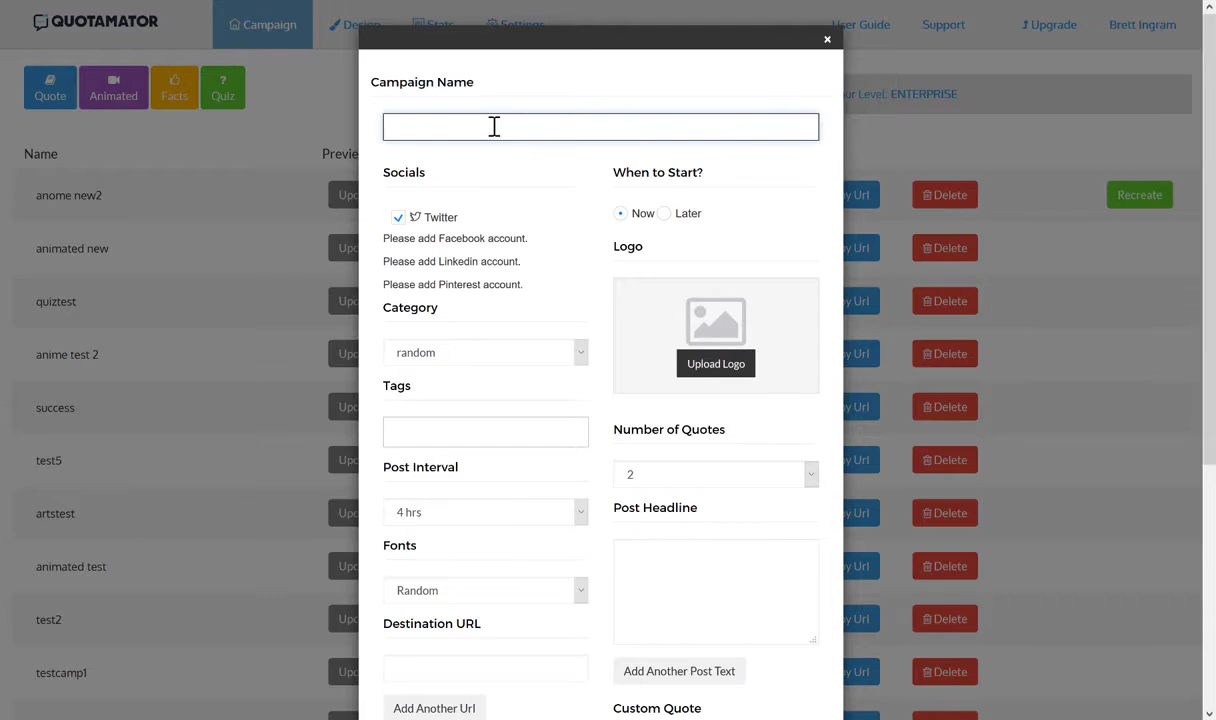 QUOTAMATOR
Campaign
Design
Stats
Settings
User Guide
Support
Upgrade
Brett Ingram
×
Quote
Animated
Facts
?
Quiz
Level: ENTERPRISE
Campaign Name
Name
anome new2
Delete
Recreate
animated new
Delete
quiztest
Delete
anime test 2
Delete
success
Delete
test5
Delete
artstest
Delete
animated test
Delete
test2
Delete
testcamp1
Delete
Socials
Twitter
Please add Facebook account.
Please add Linkedin account.
Please add Pinterest account.
Category
random
Tags
Post Interval
4 hrs
Fonts
Random
Destination URL
Add Another Url
When to Start?
Now
Later
Logo
Upload Logo
Number of Quotes
2
Post Headline
Add Another Post Text
Custom Quote